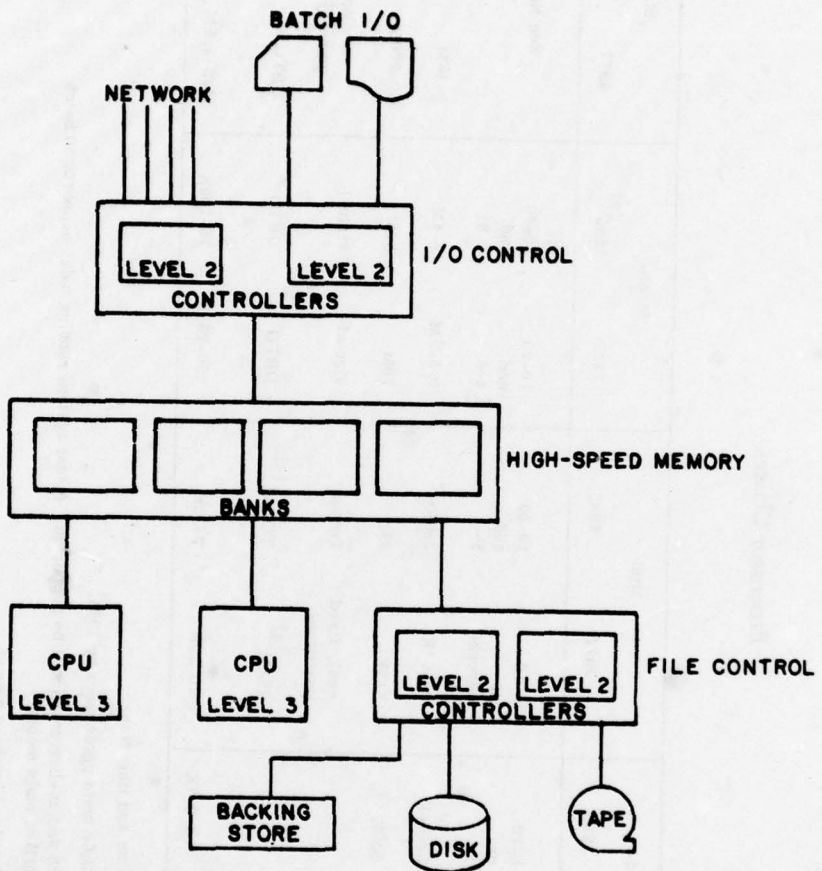 BATCH I/O
NETWORK
LEVEL 2
LEVEL 2
I/O CONTROL
CONTROLLERS
HIGH-SPEED MEMORY
BANKS
CPU
LEVEL 3
CPU
LEVEL 3
LEVEL 2
LEVEL 2
FILE CONTROL
CONTROLLERS
BACKING
STORE
DISK
TAPE